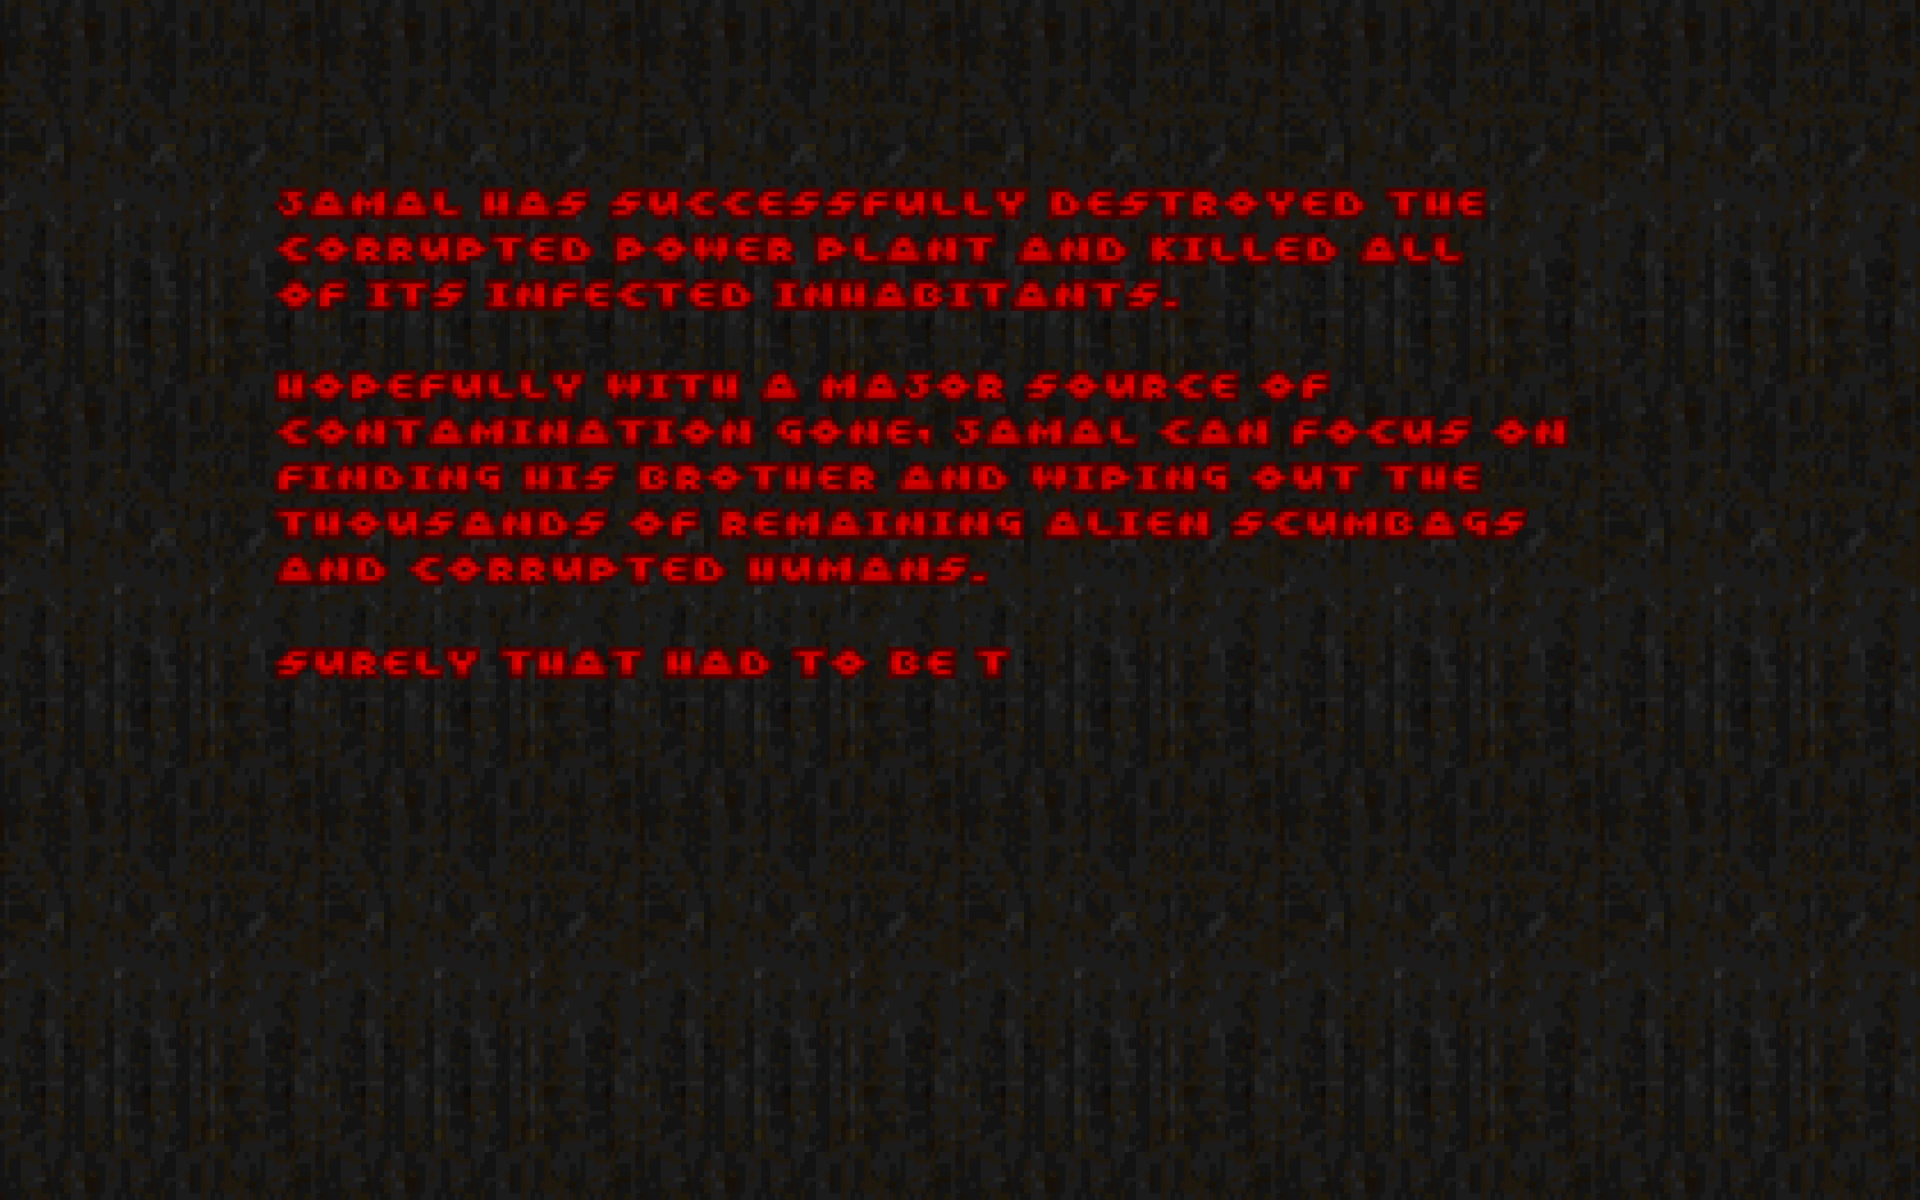 JAMAL HAS SUCCESSFULLY DESTROYED THE
CORRUPTED POWER PLANT AND KILLED ALL
OF ITS INFECTED INHABITANTS.
HOPEFULLY WITH A MAJOR SOURCE OF
CONTAMINATION GONE, JAMAL CAN FOCUS ON
FINDING HIS BROTHER AND WIPING OUT THE
THOUSANDS OF REMAINING ALIEN SCUMBAGS
AND CORRUPTED HUMANS.
SURELY THAT HAD TO BE T